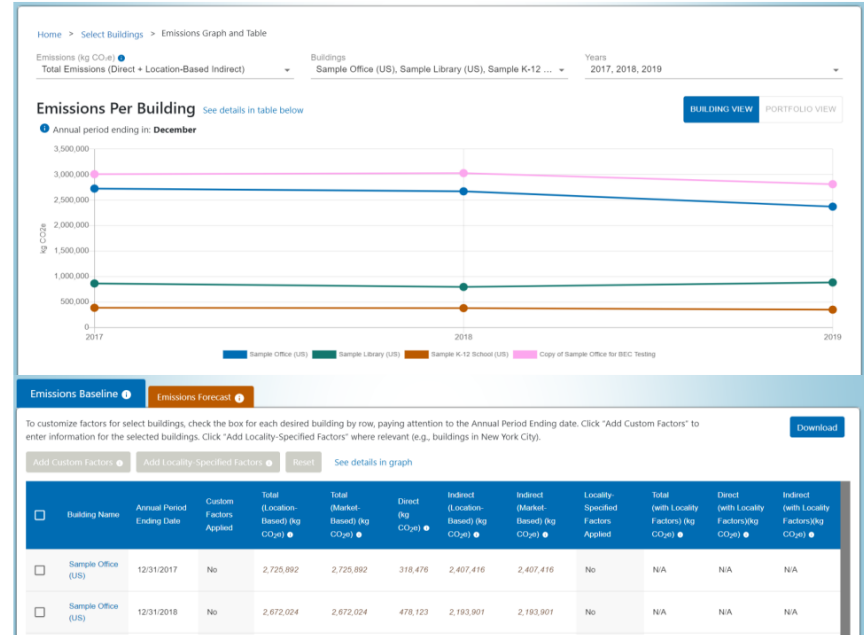 Home > Select Buildings > Emissions Graph and Table
Emissions (kg CO₂e)
Total Emissions (Direct + Location-Based Indirect)
Buildings
Sample Office (US), Sample Library (US), Sample K-12 ...
Years
2017, 2018, 2019
Emissions Per Building See details in table below
BUILDING VIEW PORTFOLIO VIEW
Annual period ending in: December
3,500,000
3,000,000
2,500,000
2,000,000
1,500,000
1,000,000
500,000
0
kg CO2e
2017 2018 2019
Sample Office (US) Sample Library (US) Sample K-12 School (US) Copy of Sample Office for BEC Testing
Emissions Baseline Emissions Forecast
To customize factors for select buildings, check the box for each desired building by row, paying attention to the Annual Period Ending date. Click "Add Custom Factors" to
enter information for the selected buildings. Click "Add Locality-Specified Factors" where relevant (e.g., buildings in New York City).
Download
Add Custom Factors Add Locality-Specified Factors Reset See details in graph
Building Name
Annual Period
Ending Date
Custom
Factors
Applied
Total
(Location-
Based) (kg
CO₂e)
Total
(Market-
Based) (kg
CO₂e)
Direct
(kg
CO₂e)
Indirect
(Location-
Based) (kg
CO₂e)
Indirect
(Market-
Based) (kg
CO₂e)
Locality-
Specified
Factors
Applied
Total
(with Locality
Factors) (kg
CO₂e)
Direct
(with Locality
Factors)(kg
CO₂e)
Indirect
(with Locality
Factors)(kg
CO₂e)
Sample Office
(US)
12/31/2017 No 2,725,892 2,725,892 318,476 2,407,416 2,407,416 No N/A N/A N/A
Sample Office
(US)
12/31/2018 No 2,672,024 2,672,024 478,123 2,193,901 2,193,901 No N/A N/A N/A